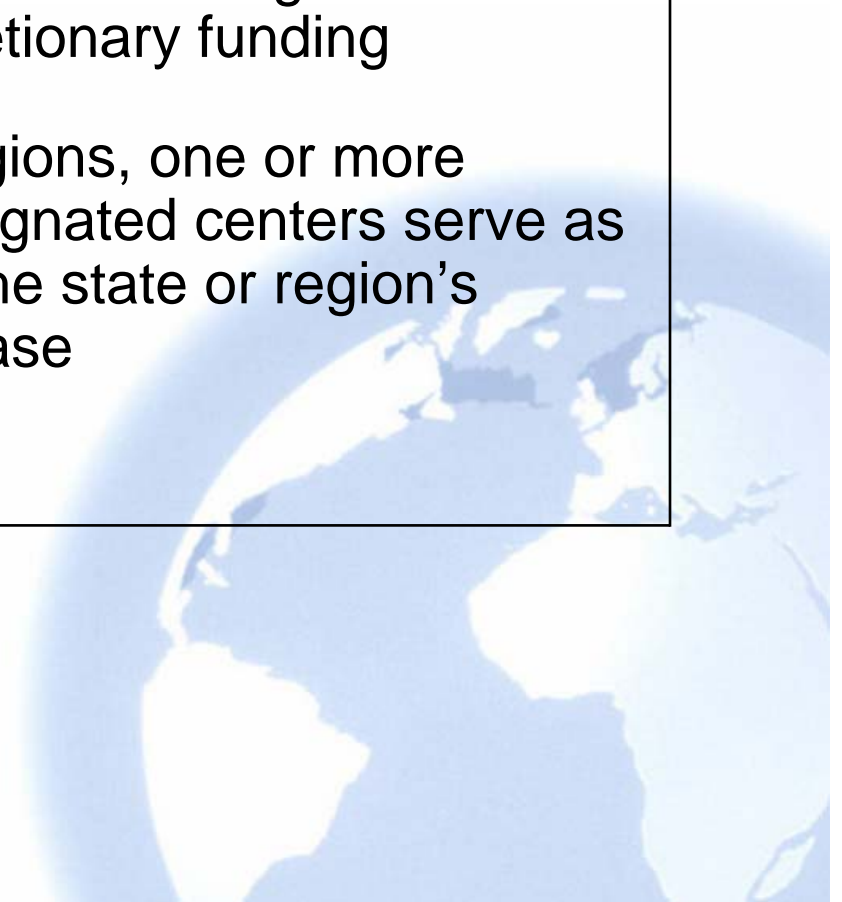 etionary funding
gions, one or more
gnated centers serve as
ne state or region's
ase